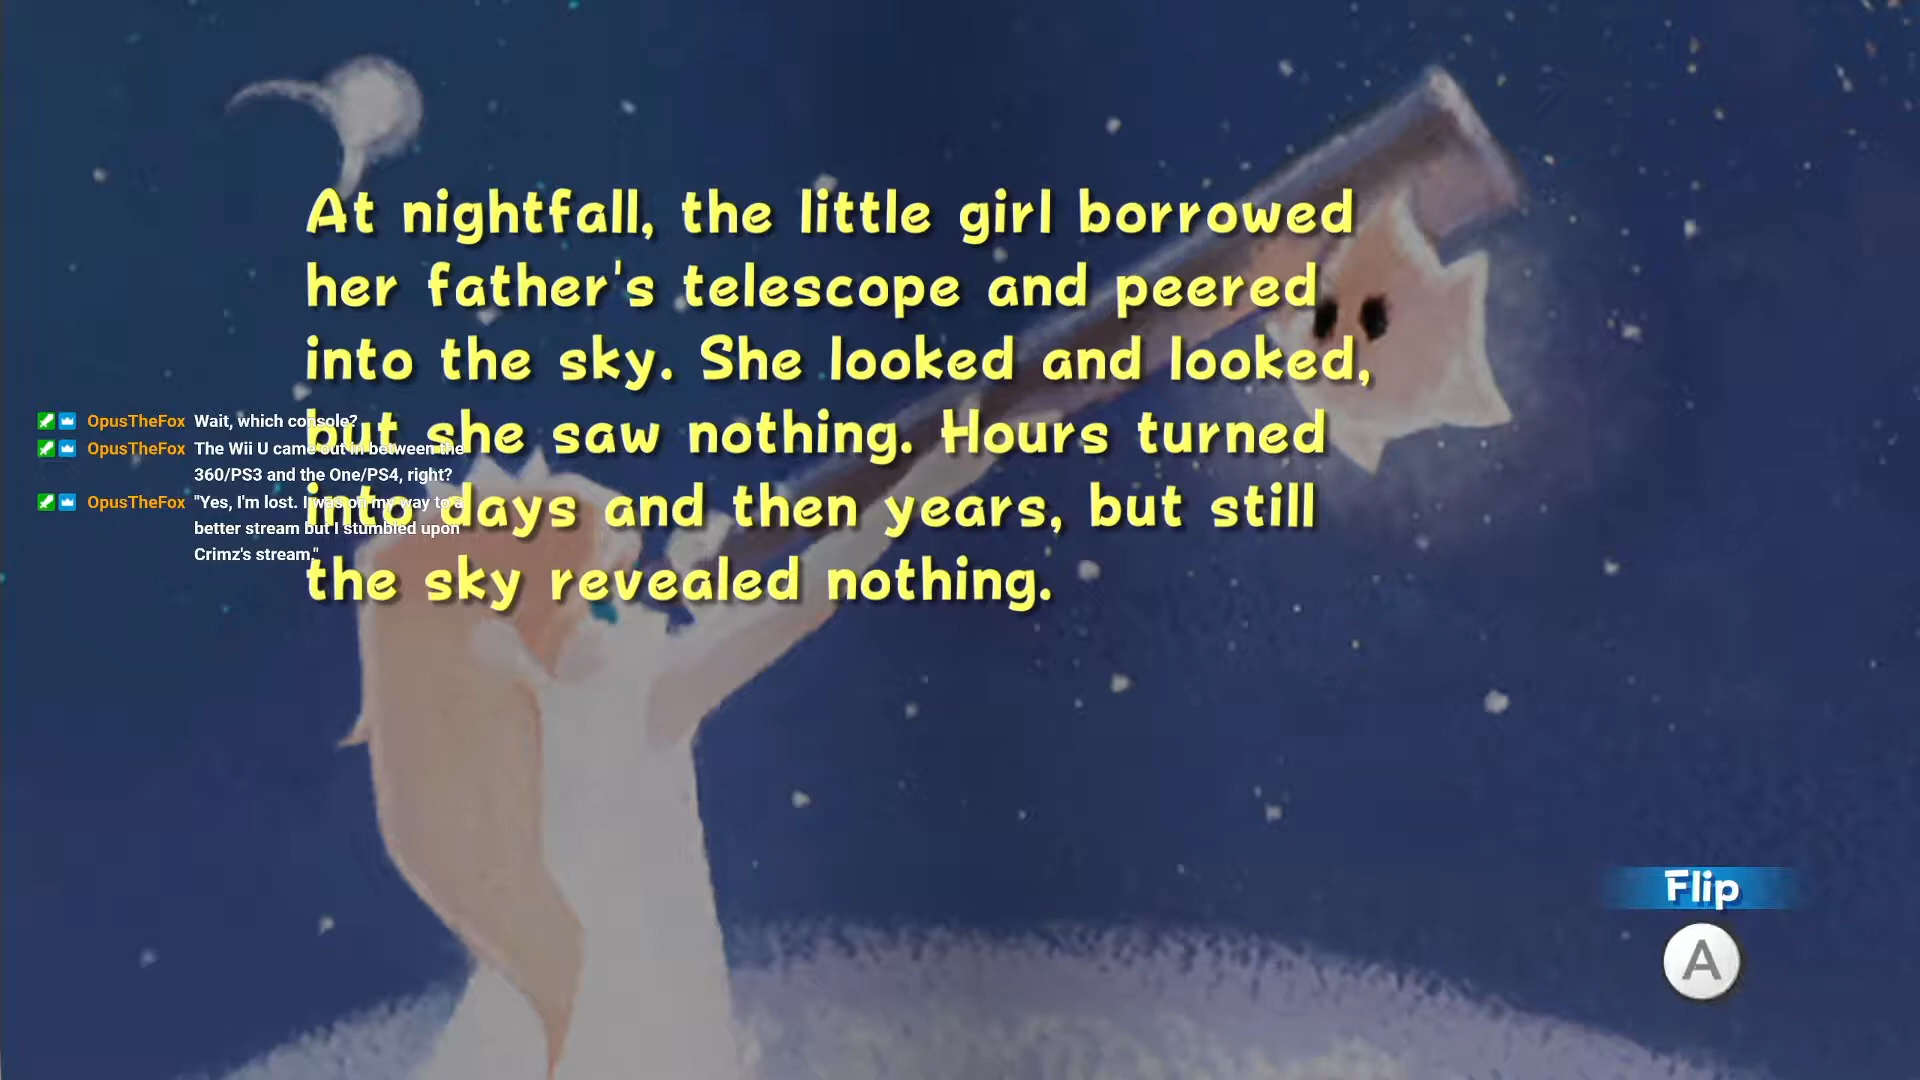 At nightfall, the little girl borrowed
her father's telescope and peered
into the sky. She looked and looked,
but she saw nothing. Hours turned
into days and then years, but still
the sky revealed nothing.
OpusTheFox Wait, which console?
OpusTheFox The Wii U came out in between the
360/PS3 and the One/PS4, right?
OpusTheFox "Yes, I'm lost. I was on my way to a
better stream but I stumbled upon
Crimz's stream."
Flip
A